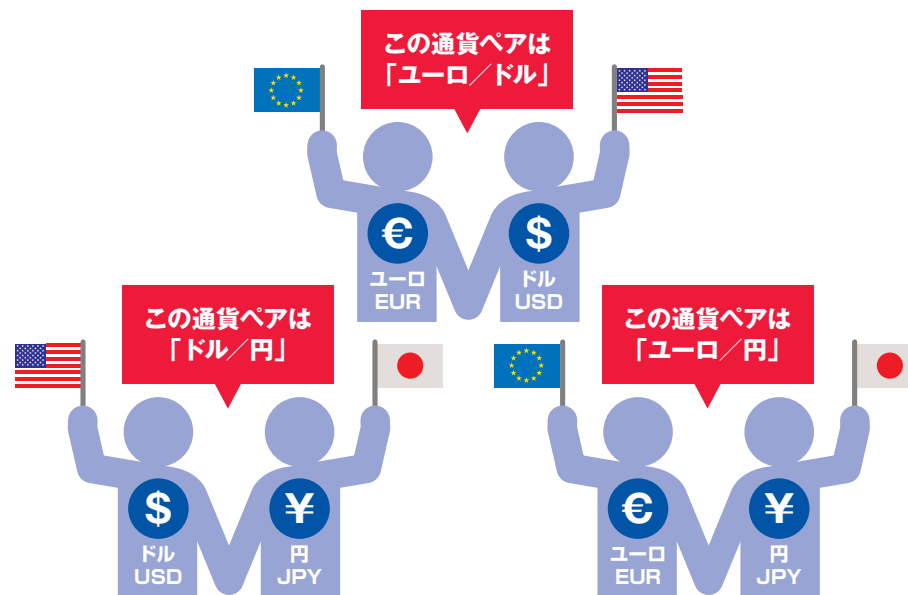 この通貨ペアは
「ユーロ／ドル」
€
$
ユーロ
EUR
ドル
USD
この通貨ペアは
「ドル／円」
$
¥
ドル
USD
円
JPY
この通貨ペアは
「ユーロ／円」
€
¥
ユーロ
EUR
円
JPY